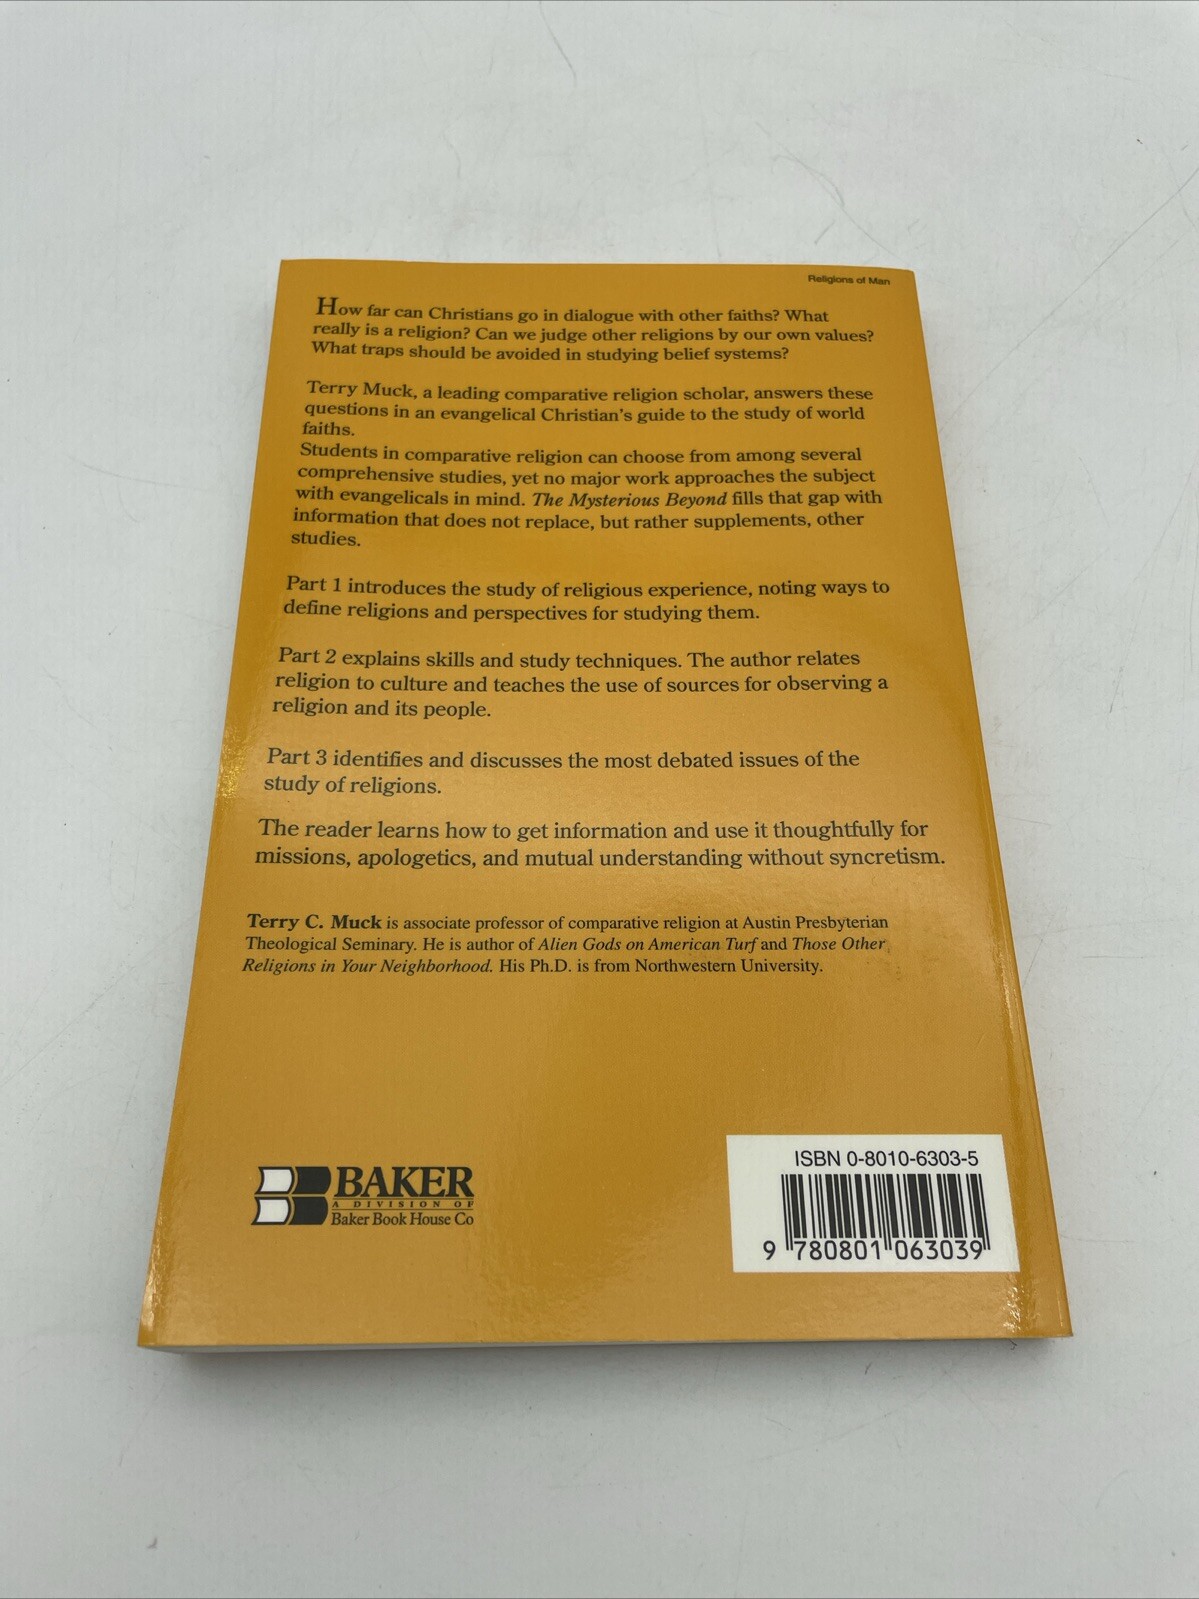 Religions of Man
How far can Christians go in dialogue with other faiths? What
really is a religion? Can we judge other religions by our own values?
What traps should be avoided in studying belief systems?
Terry Muck, a leading comparative religion scholar, answers these
questions in an evangelical Christian's guide to the study of world
faiths.
Students in comparative religion can choose from among several
comprehensive studies, yet no major work approaches the subject
with evangelicals in mind. The Mysterious Beyond fills that gap with
information that does not replace, but rather supplements, other
studies.
Part 1 introduces the study of religious experience, noting ways to
define religions and perspectives for studying them.
Part 2 explains skills and study techniques. The author relates
religion to culture and teaches the use of sources for observing a
religion and its people.
Part 3 identifies and discusses the most debated issues of the
study of religions.
The reader learns how to get information and use it thoughtfully for
missions, apologetics, and mutual understanding without syncretism.
Terry C. Muck is associate professor of comparative religion at Austin Presbyterian
Theological Seminary. He is author of Alien Gods on American Turf and Those Other
Religions in Your Neighborhood. His Ph.D. is from Northwestern University.
BAKER
A DIVISION OF
Baker Book House Co
ISBN 0-8010-6303-5
9 780801 063039